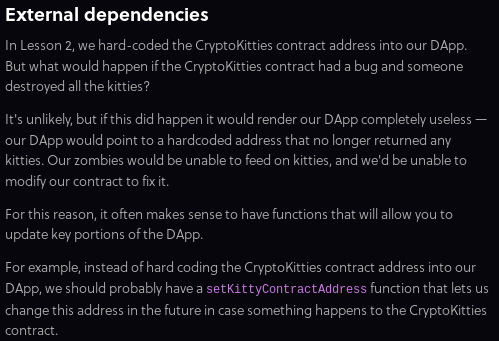 External dependencies
In Lesson 2, we hard-coded the CryptoKitties contract address into our DApp.
But what would happen if the CryptoKitties contract had a bug and someone
destroyed all the kitties?
It's unlikely, but if this did happen it would render our DApp completely useless —
our DApp would point to a hardcoded address that no longer returned any
kitties. Our zombies would be unable to feed on kitties, and we'd be unable to
modify our contract to fix it.
For this reason, it often makes sense to have functions that will allow you to
update key portions of the DApp.
For example, instead of hard coding the CryptoKitties contract address into our
DApp, we should probably have a setKittyContractAddress function that lets us
change this address in the future in case something happens to the CryptoKitties
contract.